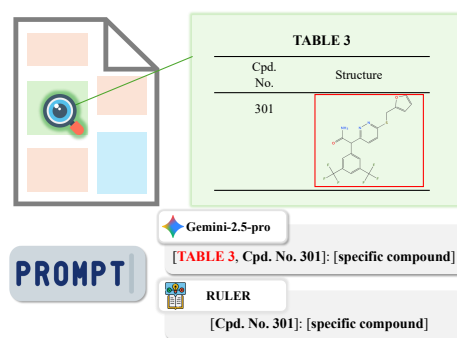 TABLE 3
Cpd.
No.
Structure
301
NH₂
O
N
N
O
O
F
F
F
F
F
F
Gemini-2.5-pro
[TABLE 3, Cpd. No. 301]: [specific compound]
PROMPT
RULER
[Cpd. No. 301]: [specific compound]